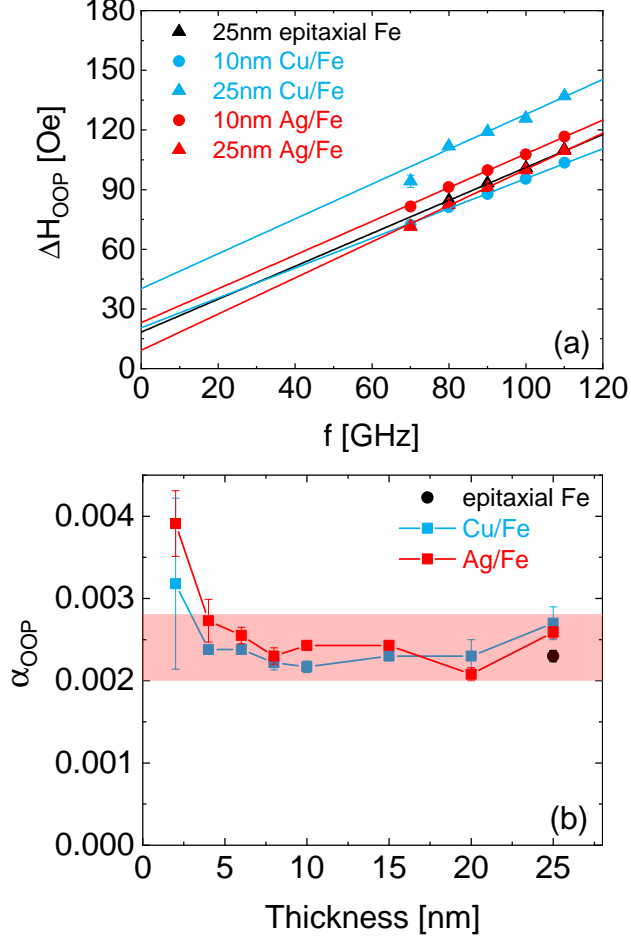 180
150
120
90
60
30
0
ΔH_OOP [Oe]
25nm epitaxial Fe
10nm Cu/Fe
25nm Cu/Fe
10nm Ag/Fe
25nm Ag/Fe
(a)
0 20 40 60 80 100 120
f [GHz]
0.004
0.003
0.002
0.001
0.000
α_OOP
epitaxial Fe
Cu/Fe
Ag/Fe
(b)
0 5 10 15 20 25
Thickness [nm]